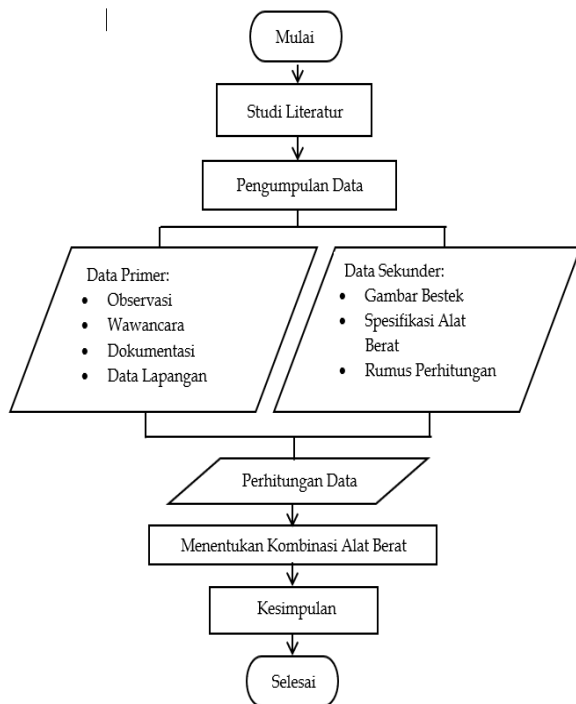 Mulai
Studi Literatur
Pengumpulan Data
Data Primer:
• Observasi
• Wawancara
• Dokumentasi
• Data Lapangan
Data Sekunder:
• Gambar Bestek
• Spesifikasi Alat
Berat
• Rumus Perhitungan
Perhitungan Data
Menentukan Kombinasi Alat Berat
Kesimpulan
Selesai